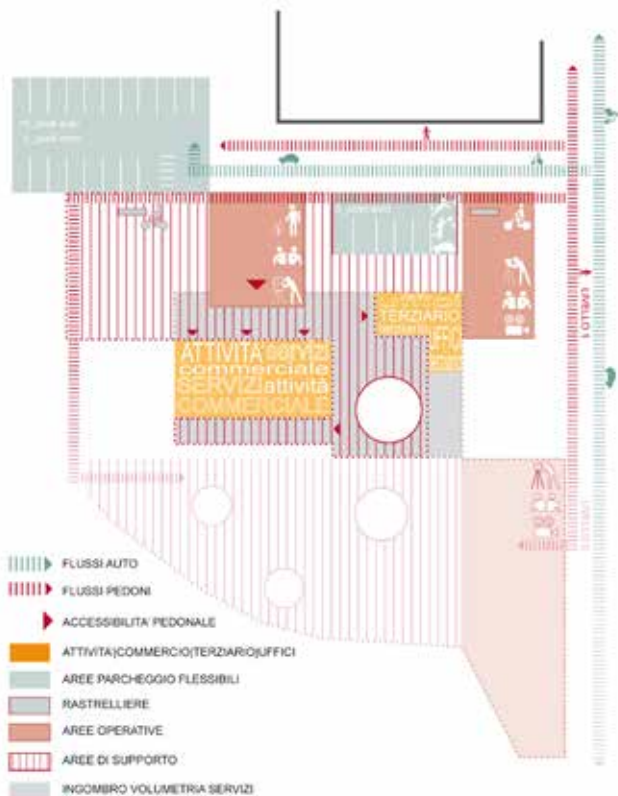 TERZIARIO
ATTIVITÀ servizi
commerciale
SERVIZI attività
COMMERCIALE
LIVELLO 1
FLUSSI AUTO
FLUSSI PEDONI
ACCESSIBILITA' PEDONALE
ATTIVITA'|COMMERCIO|TERZIARIO|UFFICI
AREE PARCHEGGIO FLESSIBILI
RASTRELLIERE
AREE OPERATIVE
AREE DI SUPPORTO
INGOMBRO VOLUMETRIA SERVIZI